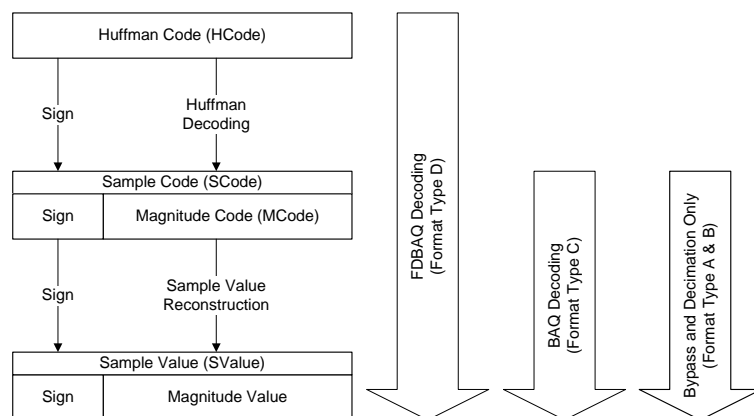 Huffman Code (HCode)
Sign
Huffman
Decoding
Sample Code (SCode)
Sign
Magnitude Code (MCode)
Sign
Sample Value
Reconstruction
Sample Value (SValue)
Sign
Magnitude Value
FDBAQ Decoding
(Format Type D)
BAQ Decoding
(Format Type C)
Bypass and Decimation Only
(Format Type A & B)